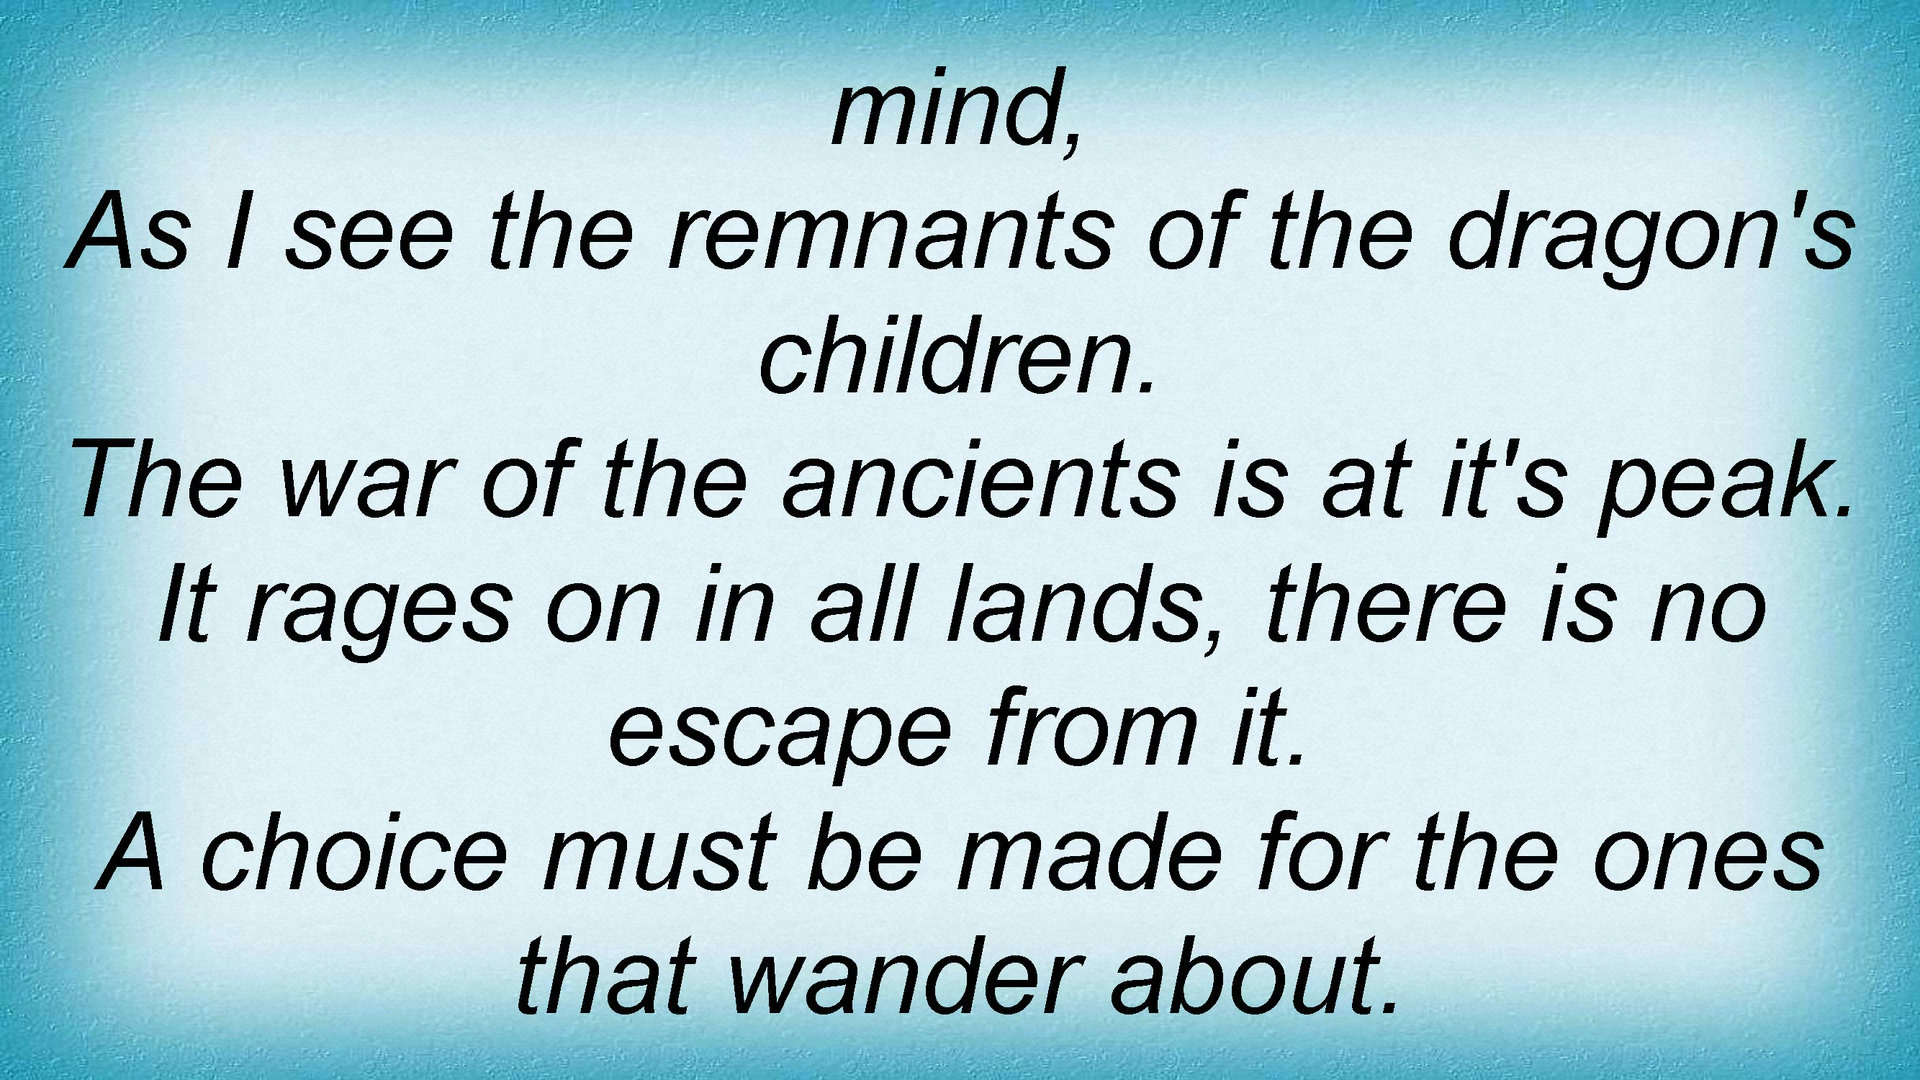 mind,
As I see the remnants of the dragon's
children.
The war of the ancients is at it's peak.
It rages on in all lands, there is no
escape from it.
A choice must be made for the ones
that wander about.